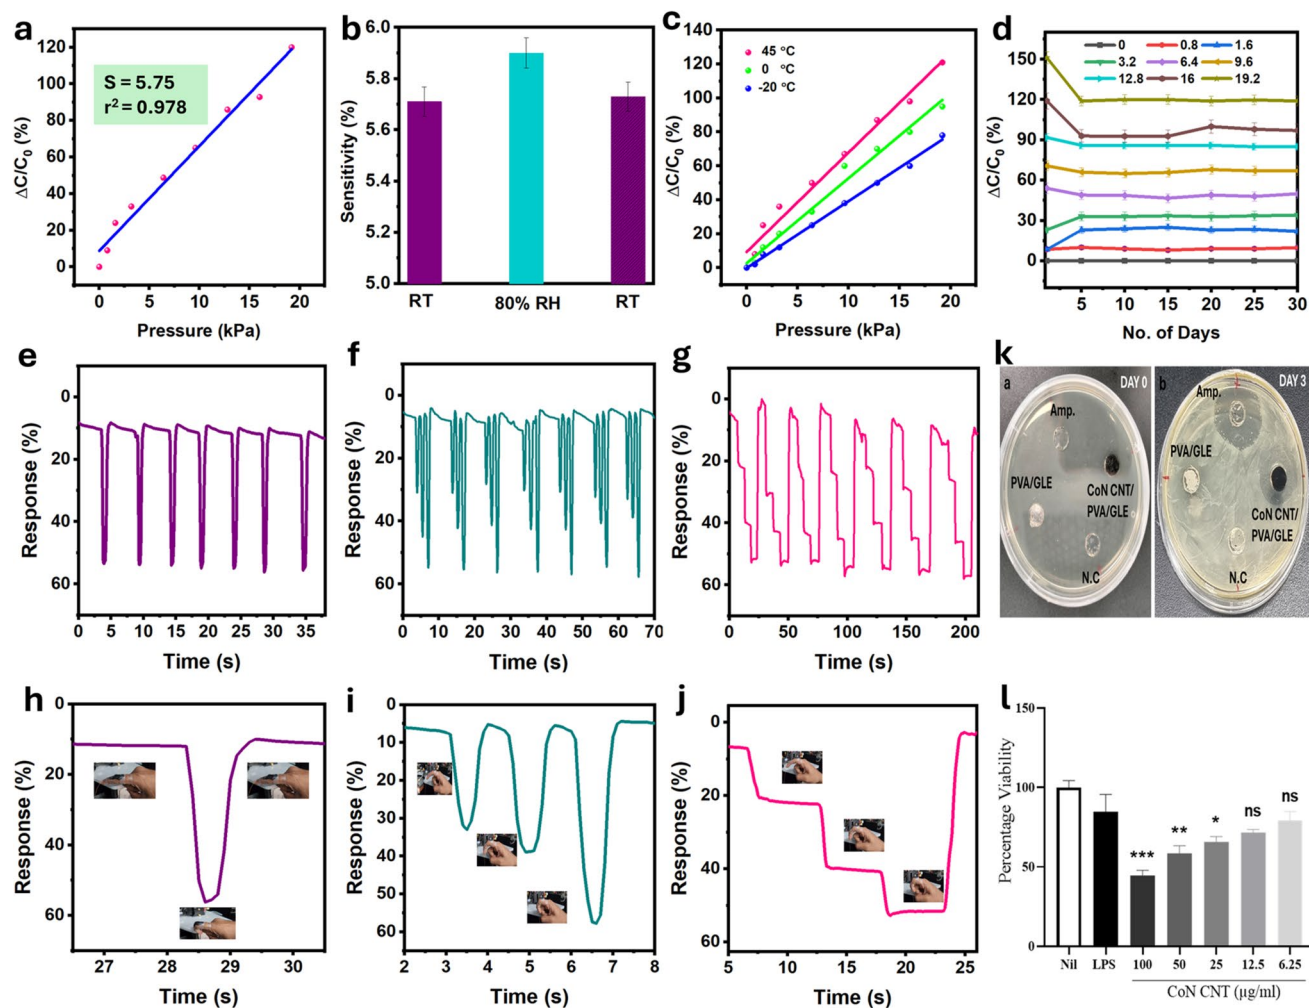 a
120
100
80
60
40
20
0
ΔC/C₀ (%)
S = 5.75
r² = 0.978
0 5 10 15 20
Pressure (kPa)
b
6.0
5.8
5.6
5.4
5.2
5.0
Sensitivity (%)
RT 80% RH RT
c
140
120
100
80
60
40
20
0
ΔC/C₀ (%)
45 °C
0 °C
-20 °C
0 5 10 15 20
Pressure (kPa)
d
150
120
90
60
30
0
ΔC/C₀ (%)
0 0.8 1.6
3.2 6.4 9.6
12.8 16 19.2
5 10 15 20 25 30
No. of Days
e
0
20
40
60
Response (%)
0 5 10 15 20 25 30 35
Time (s)
f
0
20
40
60
Response (%)
0 10 20 30 40 50 60 70
Time (s)
g
0
20
40
60
Response (%)
0 50 100 150 200
Time (s)
k
a
DAY 0
Amp.
PVA/GLE
CoN CNT/
PVA/GLE
N.C
b
DAY 3
Amp.
PVA/GLE
CoN CNT/
PVA/GLE
N.C
h
0
20
40
60
Response (%)
27 28 29 30
Time (s)
i
0
10
20
30
40
50
60
Response (%)
2 3 4 5 6 7 8
Time (s)
j
0
20
40
60
Response (%)
5 10 15 20 25
Time (s)
l
150
100
50
0
Percentage Viability
***
**
*
ns
ns
Nil LPS 100 50 25 12.5 6.25
CoN CNT (μg/ml)